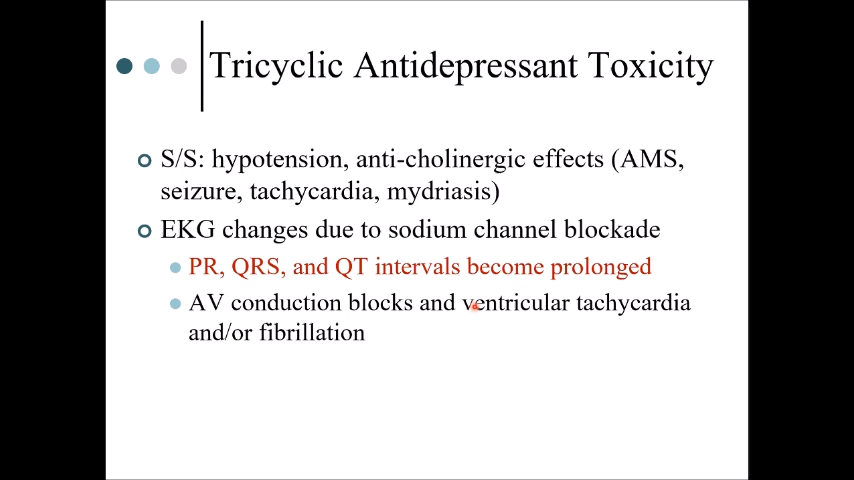 Tricyclic Antidepressant Toxicity
S/S: hypotension, anti-cholinergic effects (AMS,
seizure, tachycardia, mydriasis)
EKG changes due to sodium channel blockade
PR, QRS, and QT intervals become prolonged
AV conduction blocks and ventricular tachycardia
and/or fibrillation